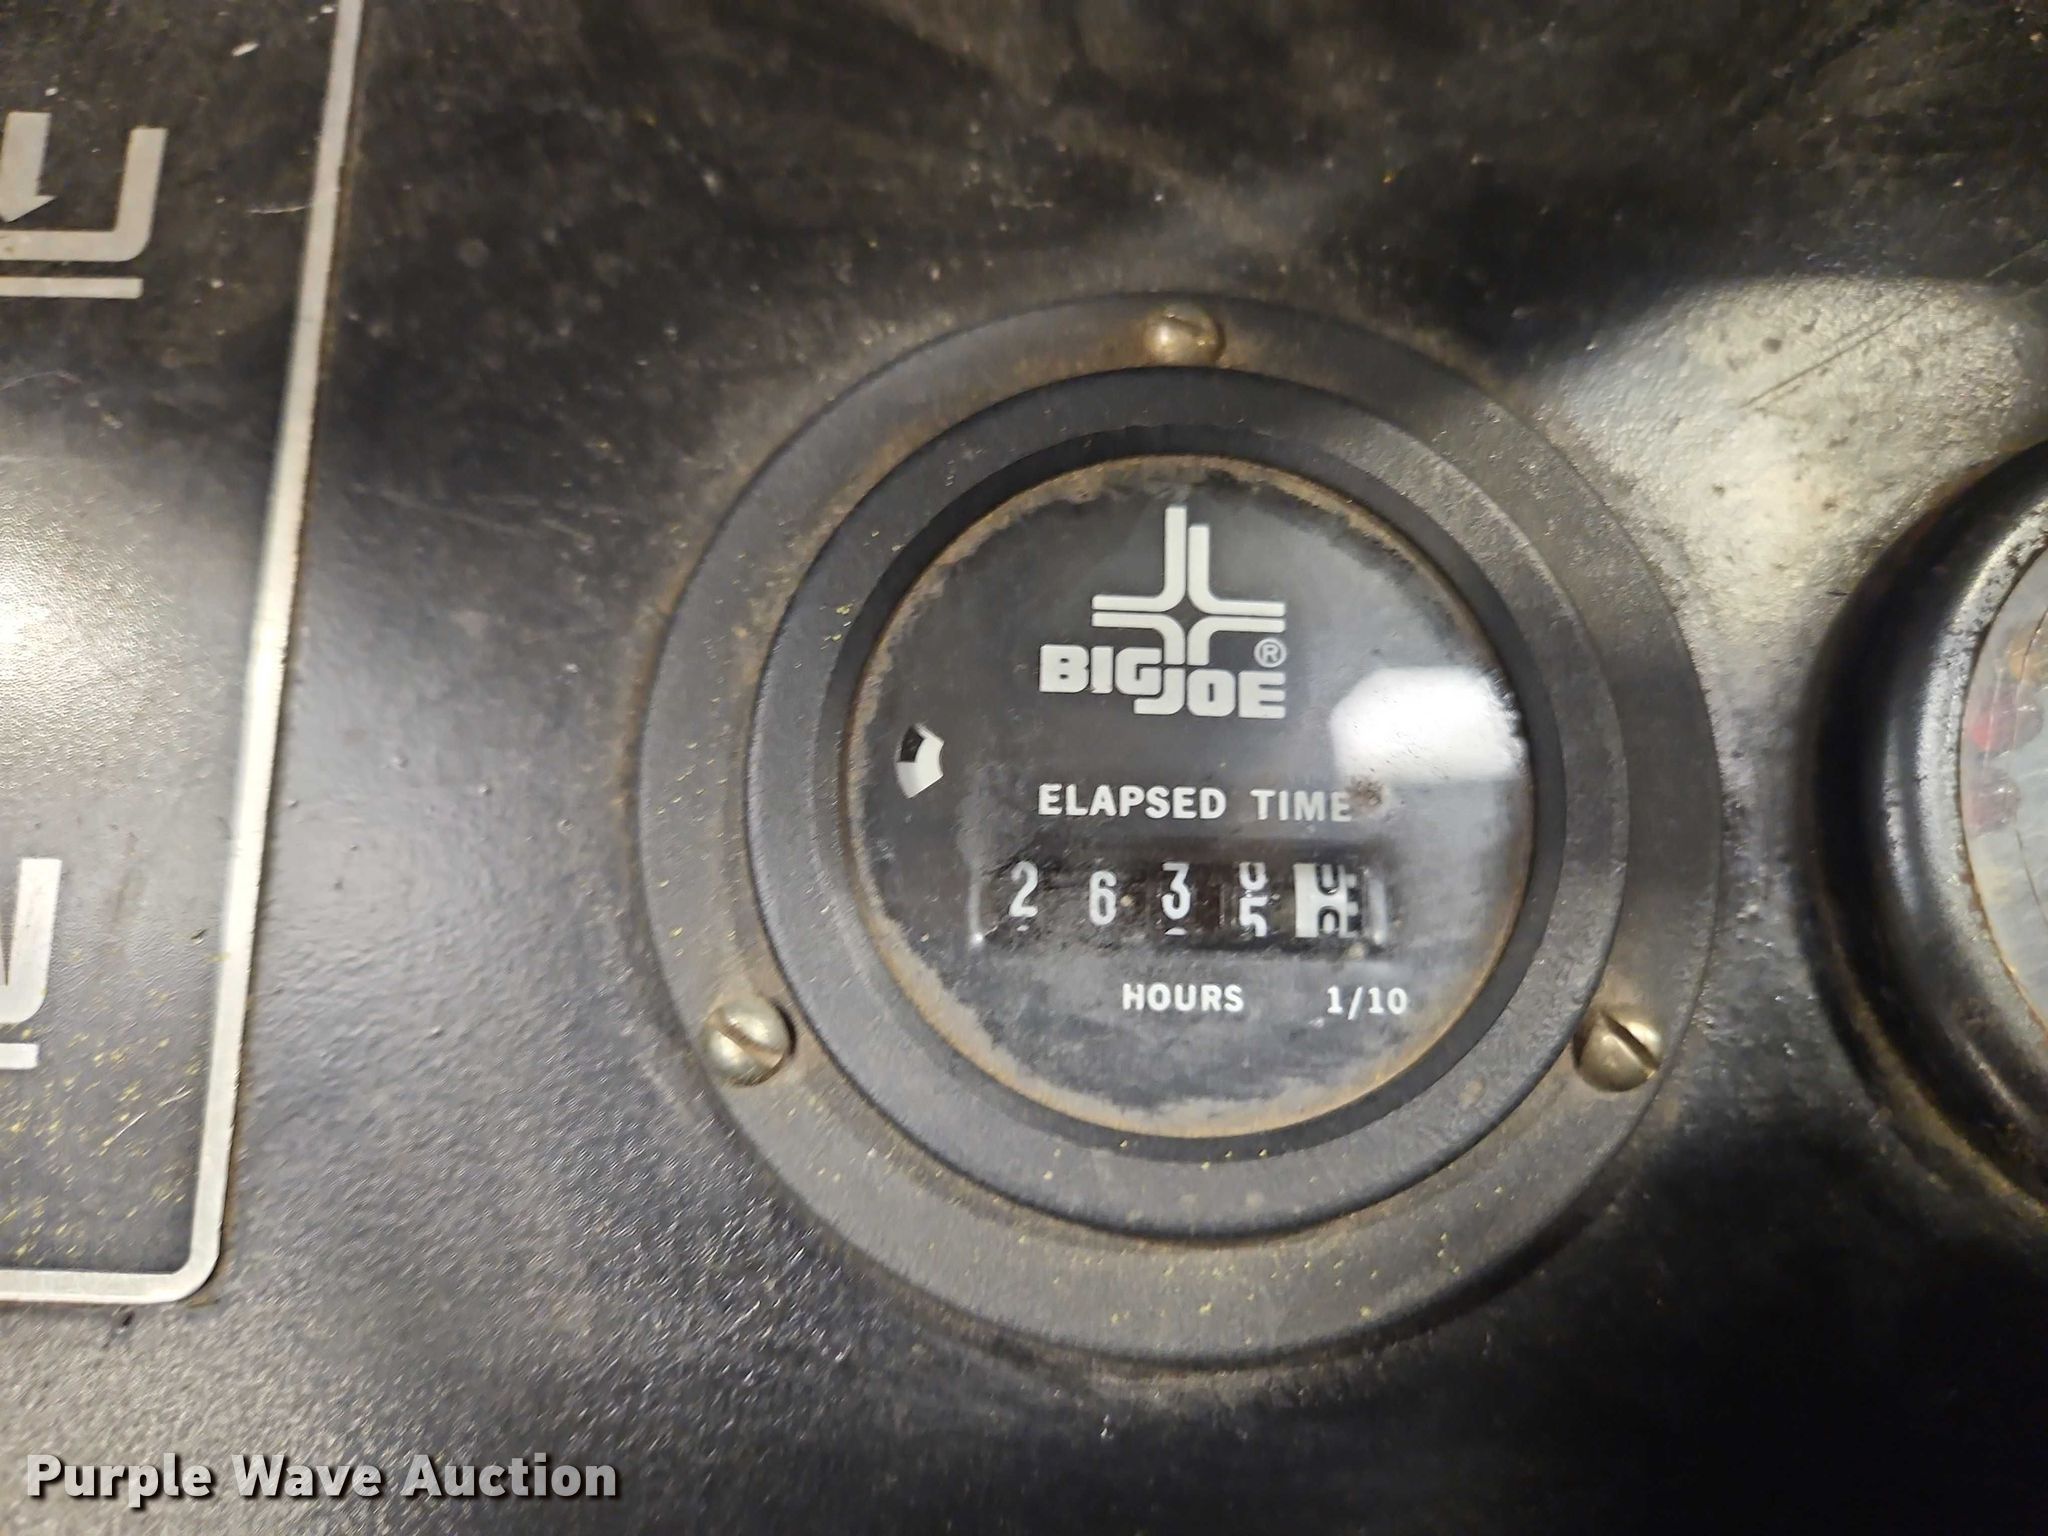 BIG JOE®
ELAPSED TIME
2 6 3
HOURS 1/10
Purple Wave Auction